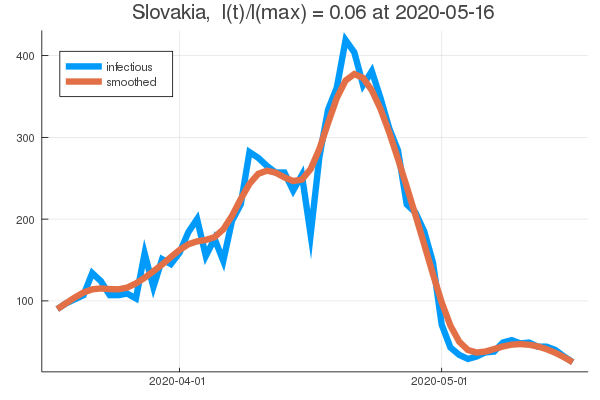 Slovakia,  I(t)/I(max) = 0.06 at 2020-05-16
infectious
smoothed
400
300
200
100
2020-04-01
2020-05-01